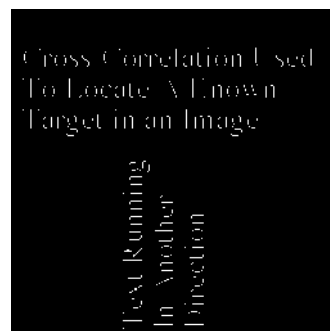 Cross Correlation Used
To Locate A Known
Target in an Image
Text Running
In Another
Direction